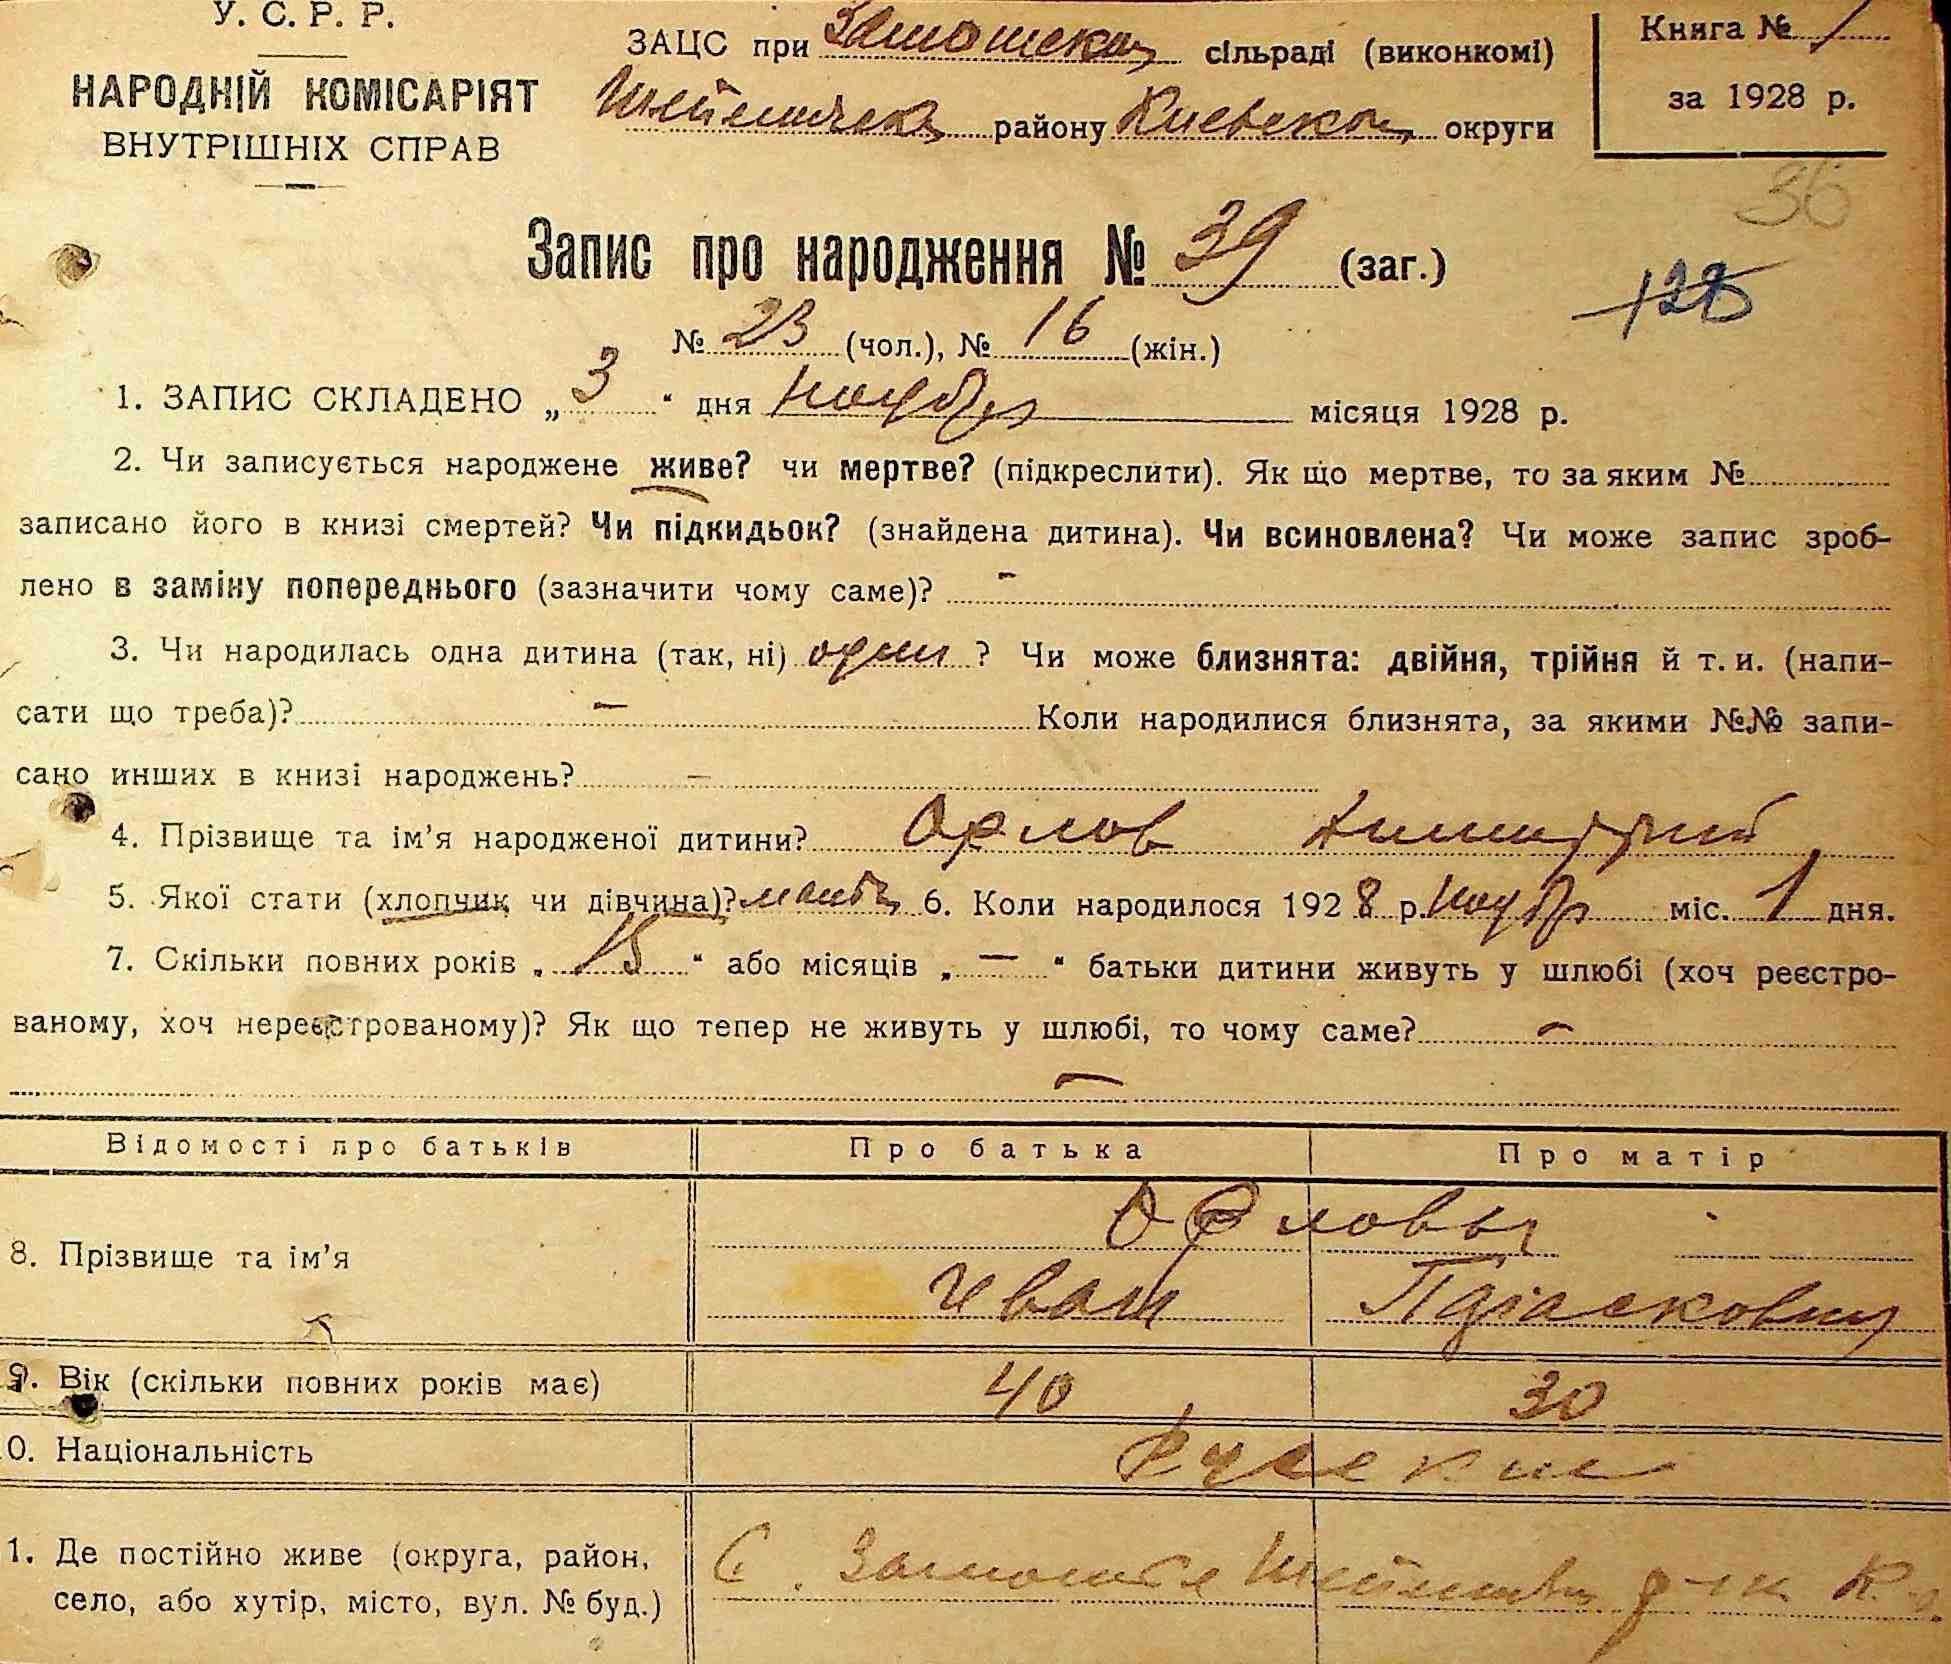 У. С. Р. Р.
НАРОДНІЙ КОМІСАРІЯТ
ВНУТРІШНІХ СПРАВ
ЗАЦС при сільраді (виконкомі)
району Киевской округи
Книга № 1
за 1928 р.
36
Запис про народження № 39 (заг.)
128
№ 23 (чол.), № 16 (жін.)
1. ЗАПИС СКЛАДЕНО „ 3 “ дня ноября місяця 1928 р.
2. Чи записується народжене живе? чи мертве? (підкреслити). Як що мертве, то за яким №
записано його в книзі смертей? Чи підкидьок? (знайдена дитина). Чи всиновлена? Чи може запис зроб-
лено в заміну попереднього (зазначити чому саме)? -
3. Чи народилась одна дитина (так, ні) один ? Чи може близнята: двійня, трійня й т. и. (напи-
сати що треба)? — Коли народилися близнята, за якими №№ запи-
сано инших в книзі народжень? —
4. Прізвище та ім’я народженої дитини? Орлов Димитрий
5. Якої стати (хлопчик чи дівчина)? 6. Коли народилося 1928 р. ноябр міс. 1 дня.
7. Скільки повних років „ 15 “ або місяців „ — “ батьки дитини живуть у шлюбі (хоч реєстро-
ваному, хоч нереєстрованому)? Як що тепер не живуть у шлюбі, то чому саме? —
—
Відомості про батьків Про батька Про матір
8. Прізвище та ім’я Орловы
Иван
9. Вік (скільки повних років має) 40 30
0. Національність Руские
1. Де постійно живе (округа, район,
село, або хутір, місто, вул. № буд.)
С.